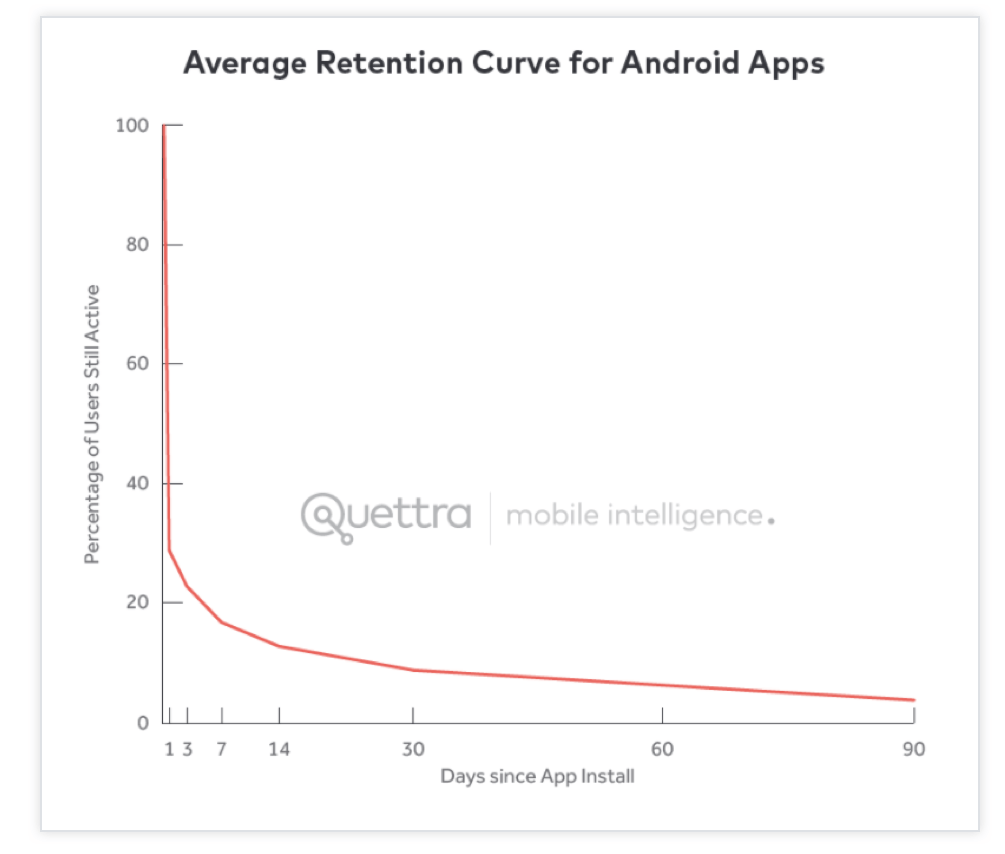 Average Retention Curve for Android Apps
100
80
60
40
20
0
Percentage of Users Still Active
Quettra | mobile intelligence.
1 3 7 14 30 60 90
Days since App Install